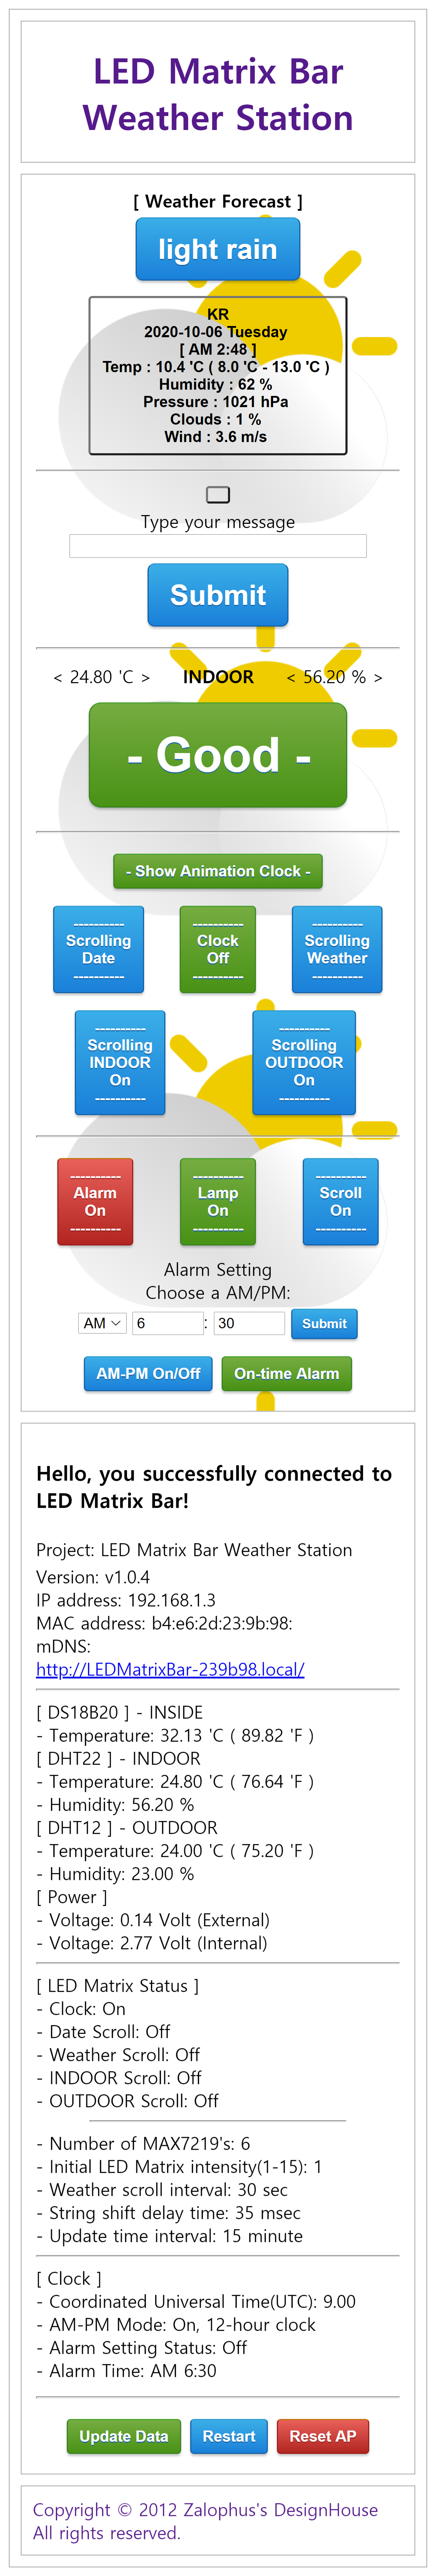 LED Matrix Bar
Weather Station
[ Weather Forecast ]
light rain
KR
2020-10-06 Tuesday
[ AM 2:48 ]
Temp : 10.4 'C ( 8.0 'C - 13.0 'C )
Humidity : 62 %
Pressure : 1021 hPa
Clouds : 1 %
Wind : 3.6 m/s
Type your message
Submit
< 24.80 'C > INDOOR < 56.20 % >
- Good -
- Show Animation Clock -
---------- ---------- ----------
Scrolling Clock Scrolling
Date Off Weather
---------- ---------- ----------
---------- ----------
Scrolling Scrolling
INDOOR OUTDOOR
On On
---------- ----------
---------- ---------- ----------
Alarm Lamp Scroll
On On On
---------- ---------- ----------
Alarm Setting
Choose a AM/PM:
AM 6 : 30 Submit
AM-PM On/Off On-time Alarm
Hello, you successfully connected to
LED Matrix Bar!
Project: LED Matrix Bar Weather Station
Version: v1.0.4
IP address: 192.168.1.3
MAC address: b4:e6:2d:23:9b:98:
mDNS:
http://LEDMatrixBar-239b98.local/
[ DS18B20 ] - INSIDE
- Temperature: 32.13 'C ( 89.82 'F )
[ DHT22 ] - INDOOR
- Temperature: 24.80 'C ( 76.64 'F )
- Humidity: 56.20 %
[ DHT12 ] - OUTDOOR
- Temperature: 24.00 'C ( 75.20 'F )
- Humidity: 23.00 %
[ Power ]
- Voltage: 0.14 Volt (External)
- Voltage: 2.77 Volt (Internal)
[ LED Matrix Status ]
- Clock: On
- Date Scroll: Off
- Weather Scroll: Off
- INDOOR Scroll: Off
- OUTDOOR Scroll: Off
- Number of MAX7219's: 6
- Initial LED Matrix intensity(1-15): 1
- Weather scroll interval: 30 sec
- String shift delay time: 35 msec
- Update time interval: 15 minute
[ Clock ]
- Coordinated Universal Time(UTC): 9.00
- AM-PM Mode: On, 12-hour clock
- Alarm Setting Status: Off
- Alarm Time: AM 6:30
Update Data Restart Reset AP
Copyright © 2012 Zalophus's DesignHouse
All rights reserved.